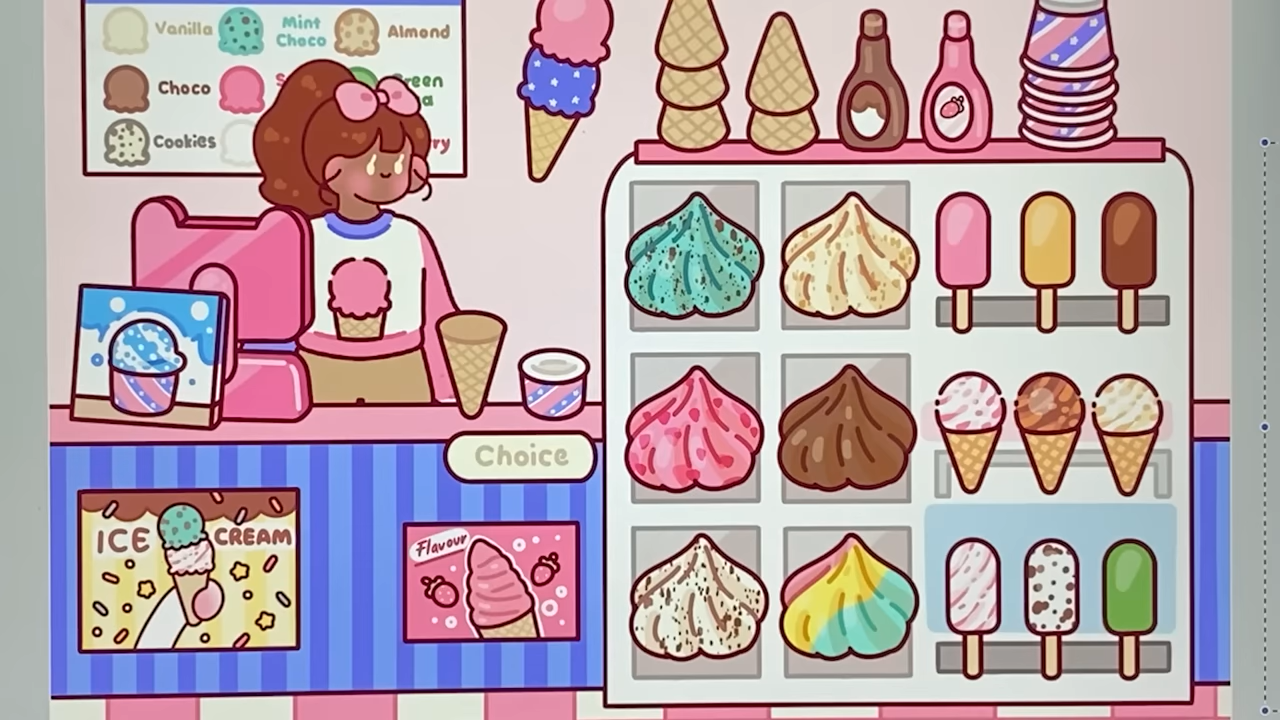 Vanilla
Mint
Choco
Almond
Choco
Cookies
Choice
ICE CREAM
Flavour